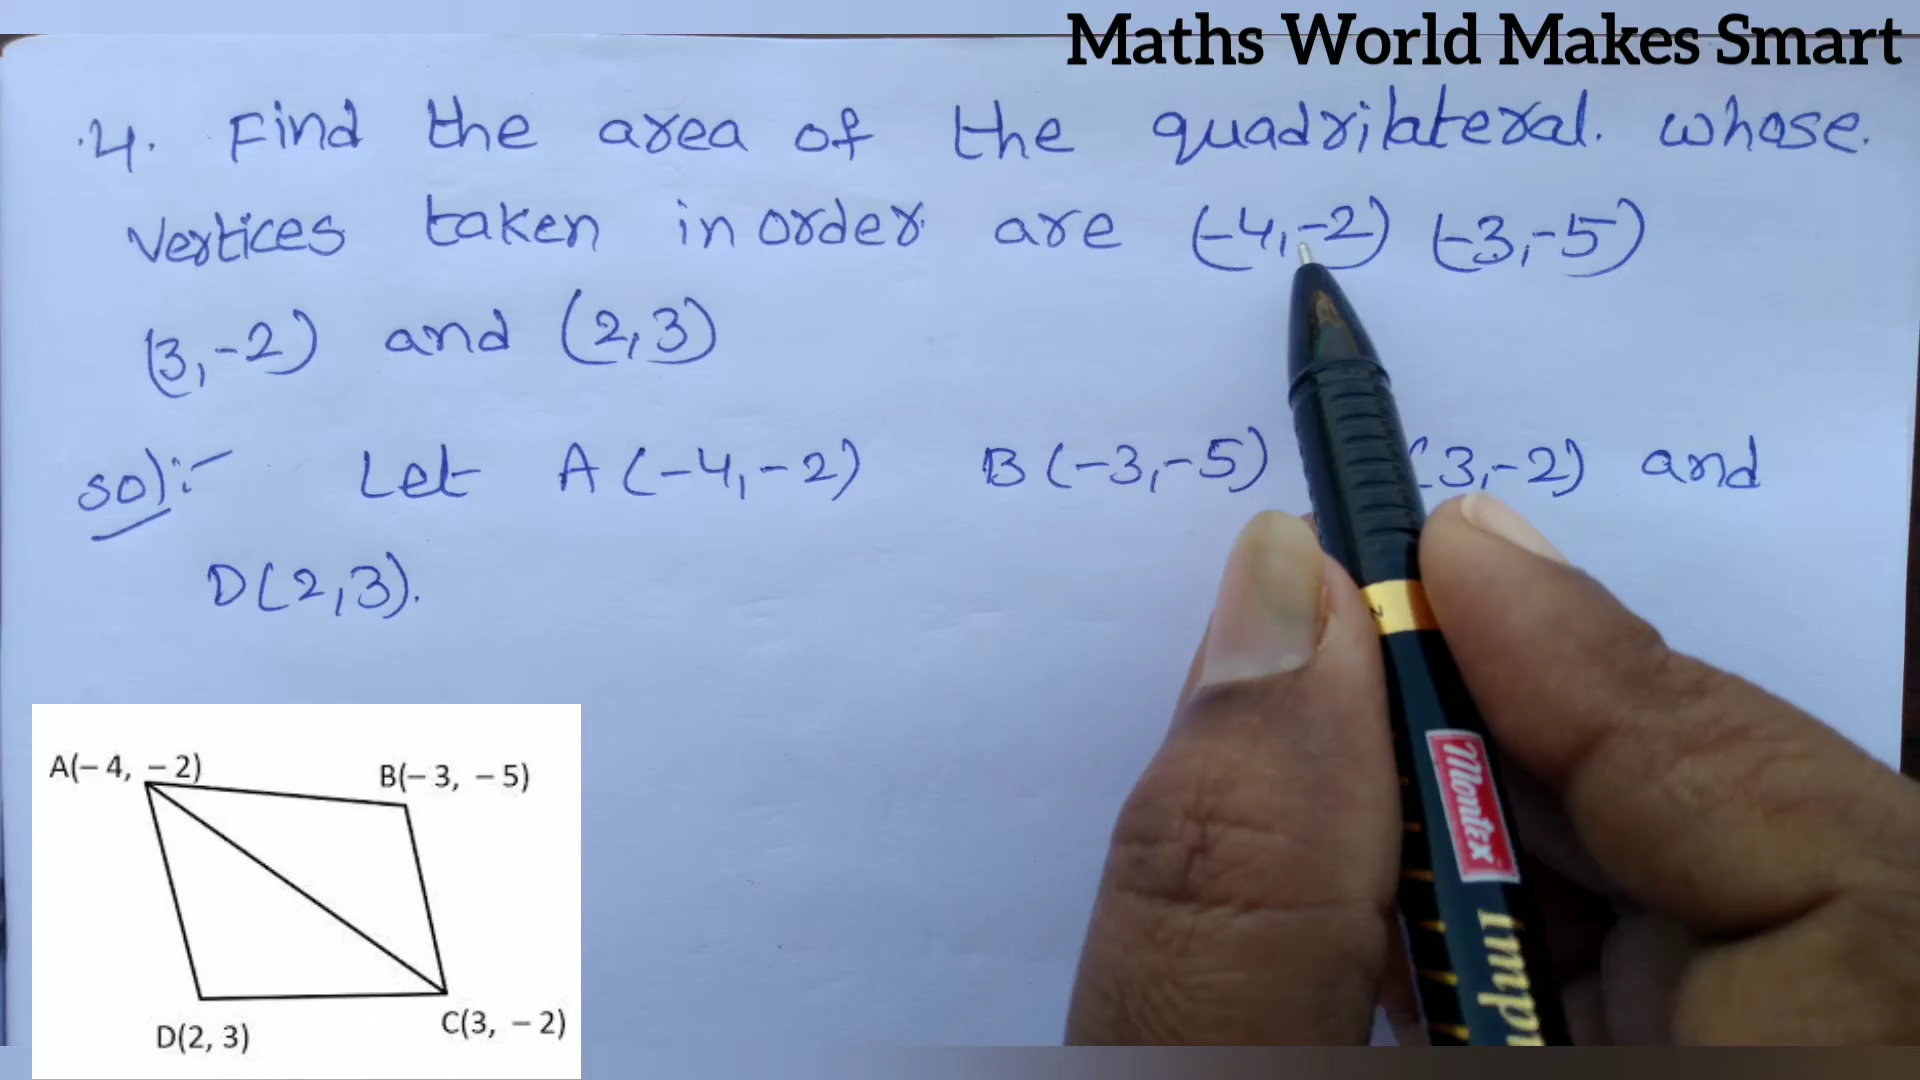 Maths World Makes Smart
4. Find the area of the quadrilateral. whose.
vertices taken in order are (-4,-2) (-3,-5)
(3,-2) and (2,3)
sol:- Let A(-4,-2) B(-3,-5) (3,-2) and
D(2,3).
A(– 4, – 2)
B(– 3, – 5)
C(3, – 2)
D(2, 3)
Montex